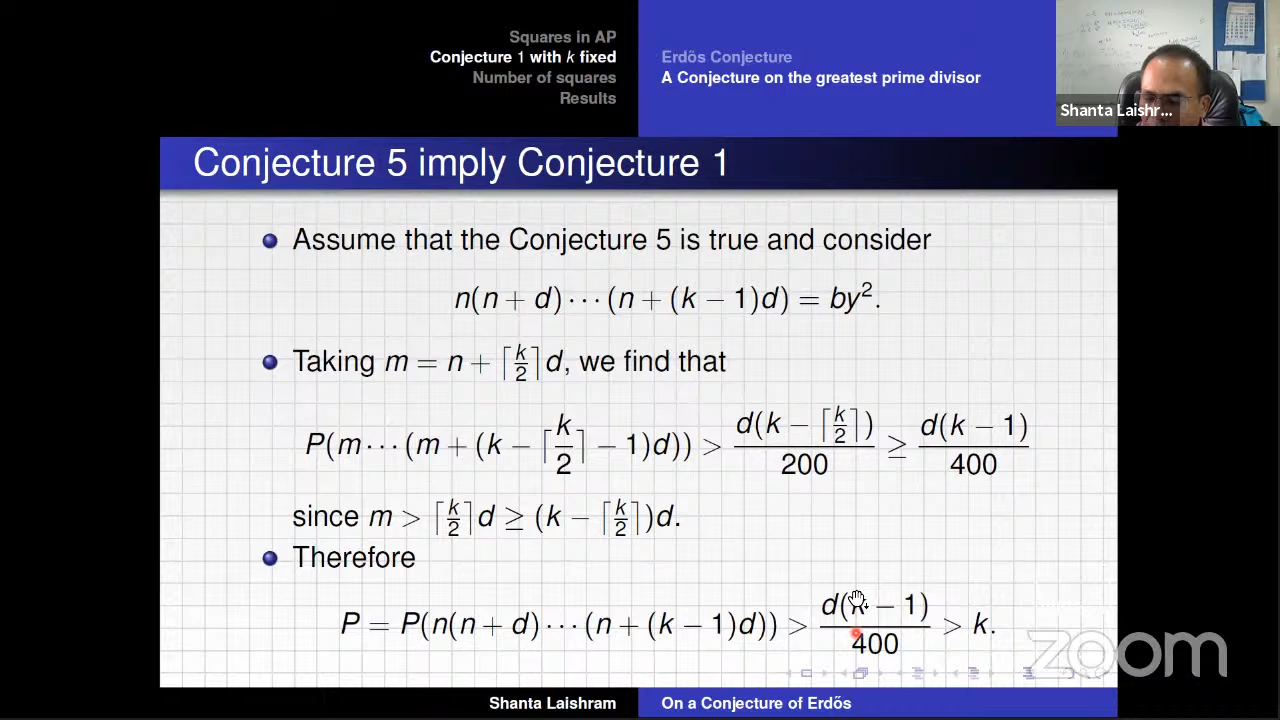 Squares in AP
Conjecture 1 with k fixed
Number of squares
Results
Erdős Conjecture
A Conjecture on the greatest prime divisor
Shanta Laishr...
Conjecture 5 imply Conjecture 1
Assume that the Conjecture 5 is true and consider
n(n + d) ··· (n + (k − 1)d) = by².
Taking m = n + ⌈k/2⌉d, we find that
P(m ··· (m + (k − ⌈k/2⌉ − 1)d)) > d(k − ⌈k/2⌉)/200 ≥ d(k − 1)/400
since m > ⌈k/2⌉d ≥ (k − ⌈k/2⌉)d.
Therefore
P = P(n(n + d) ··· (n + (k − 1)d)) > d(k − 1)/400 > k.
zoom
Shanta Laishram
On a Conjecture of Erdős